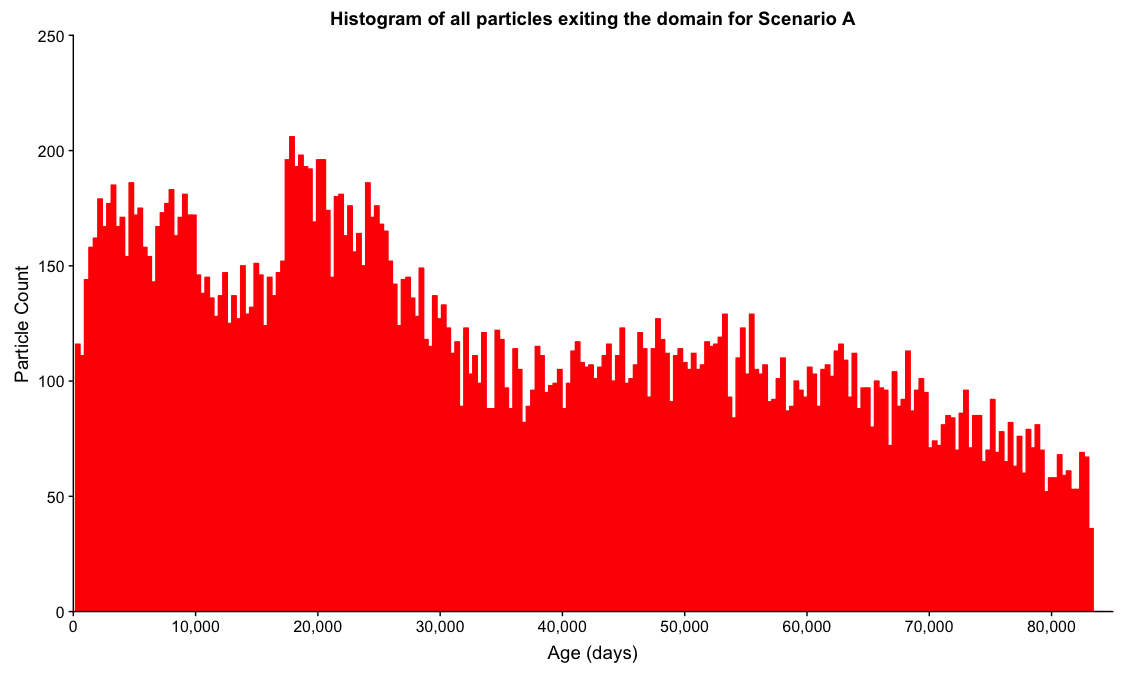 Histogram of all particles exiting the domain for Scenario A
250
200
150
100
50
0
Particle Count
0 10,000 20,000 30,000 40,000 50,000 60,000 70,000 80,000
Age (days)